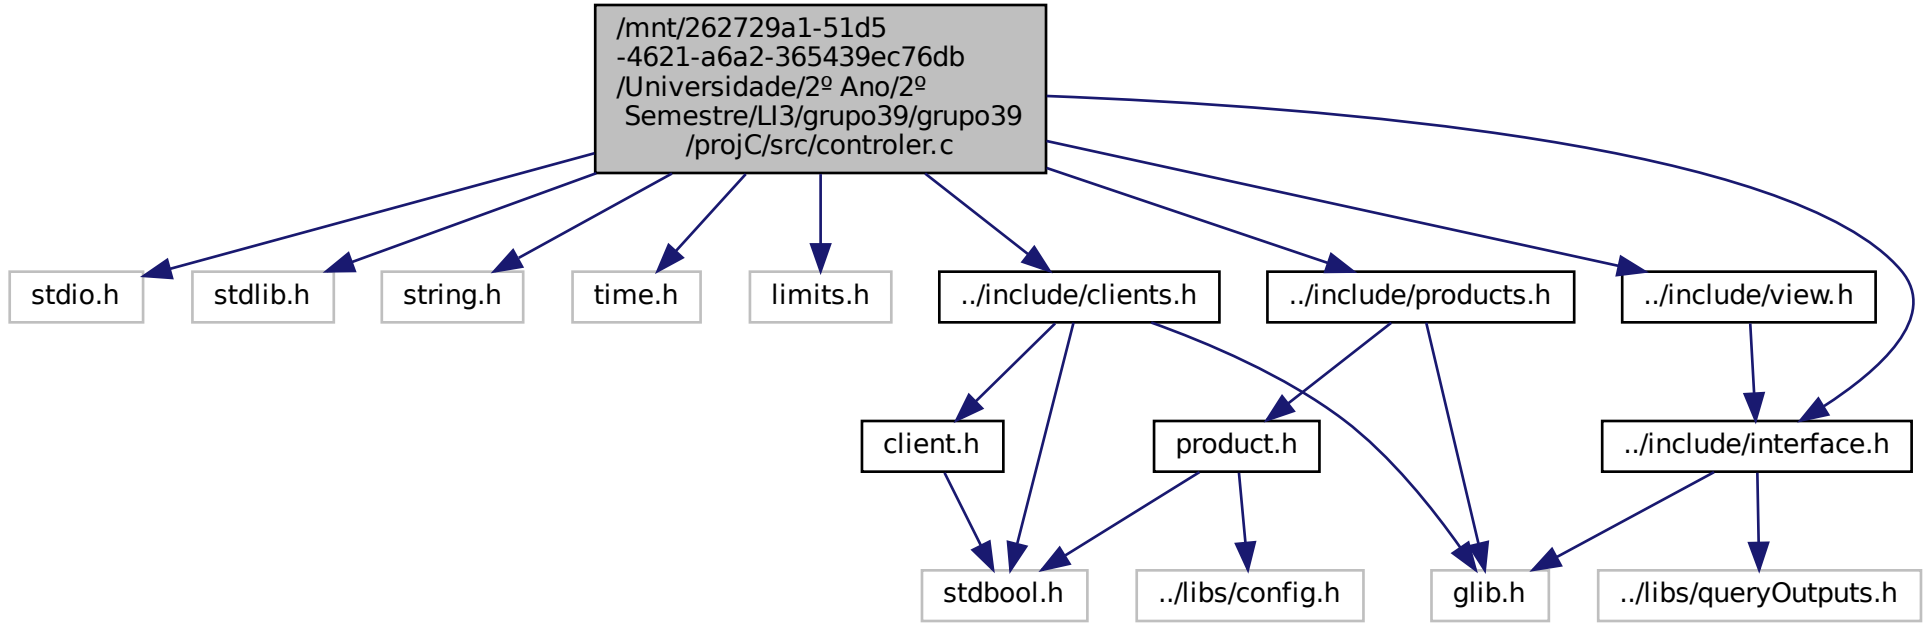 /mnt/262729a1-51d5
-4621-a6a2-365439ec76db
/Universidade/2º Ano/2º
Semestre/LI3/grupo39/grupo39
/projC/src/controler.c
stdio.h
stdlib.h
string.h
time.h
limits.h
../include/clients.h
../include/products.h
../include/view.h
client.h
product.h
../include/interface.h
stdbool.h
../libs/config.h
glib.h
../libs/queryOutputs.h